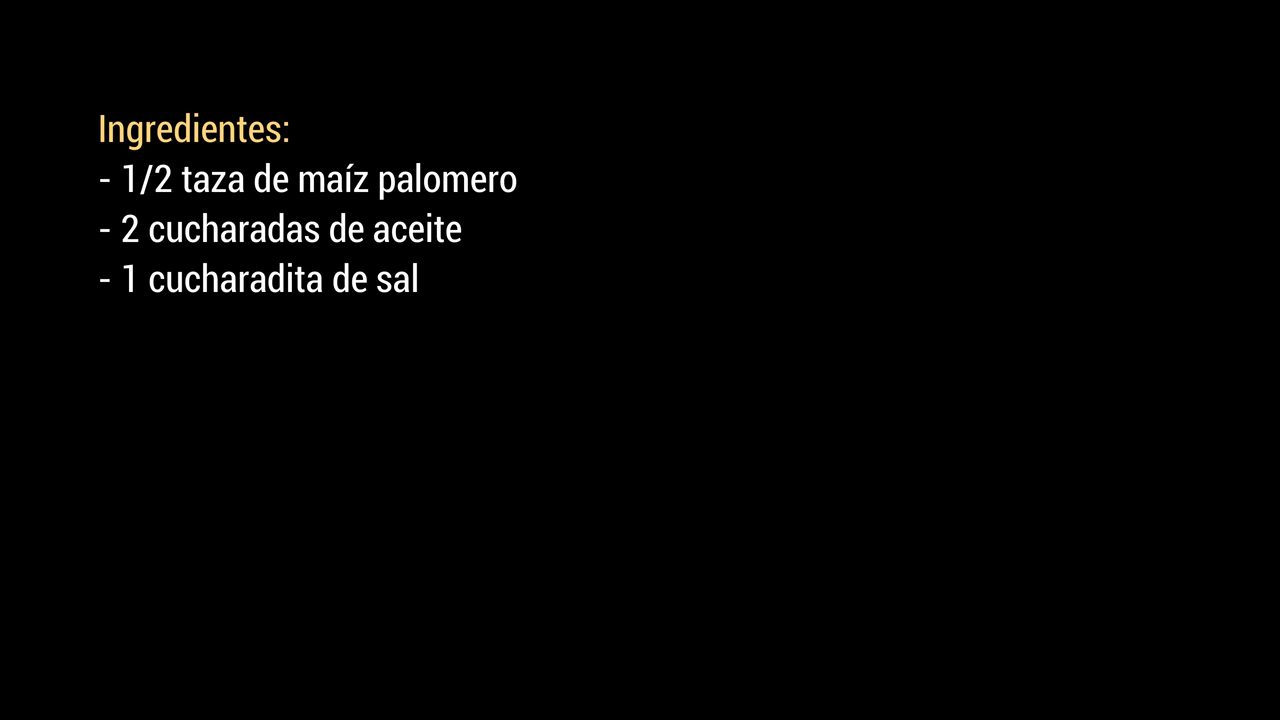 Ingredientes:
- 1/2 taza de maíz palomero
- 2 cucharadas de aceite
- 1 cucharadita de sal